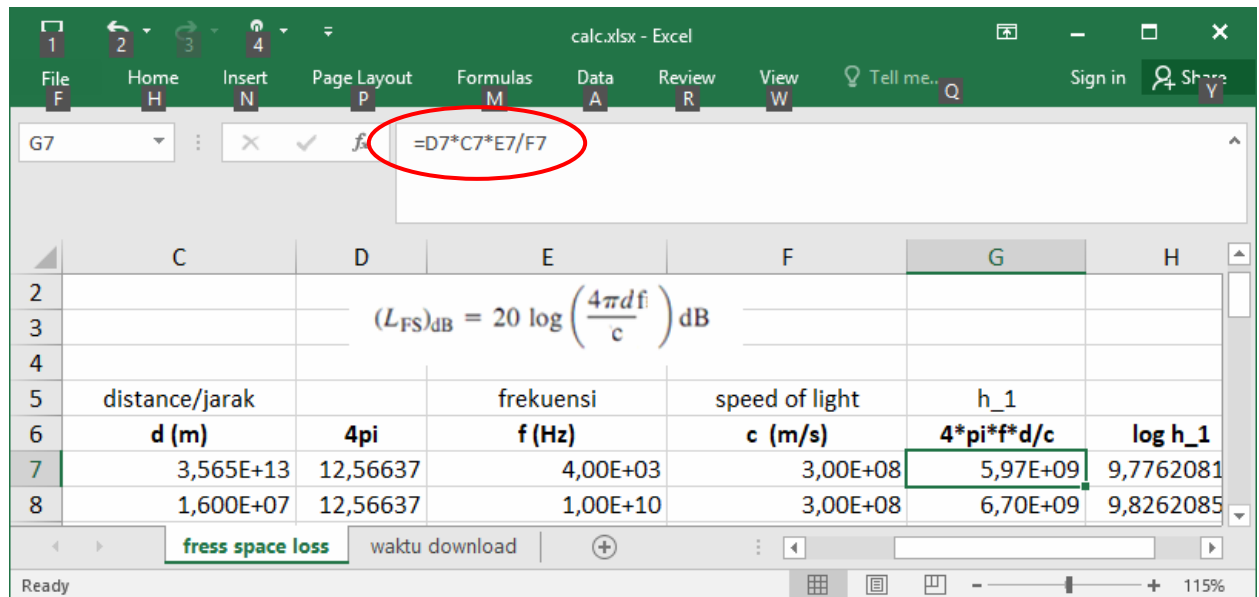 1 2 3 4 calc.xlsx - Excel
File Home Insert Page Layout Formulas Data Review View Tell me.. Sign in Share
F H N P M A R W Q Y
G7 fx =D7*C7*E7/F7
C D E F G H
2
3 (L_FS)dB = 20 log (4πdf/c) dB
4
5 distance/jarak frekuensi speed of light h_1
6 d (m) 4pi f (Hz) c (m/s) 4*pi*f*d/c log h_1
7 3,565E+13 12,56637 4,00E+03 3,00E+08 5,97E+09 9,7762081
8 1,600E+07 12,56637 1,00E+10 3,00E+08 6,70E+09 9,8262085
fress space loss waktu download
Ready 115%